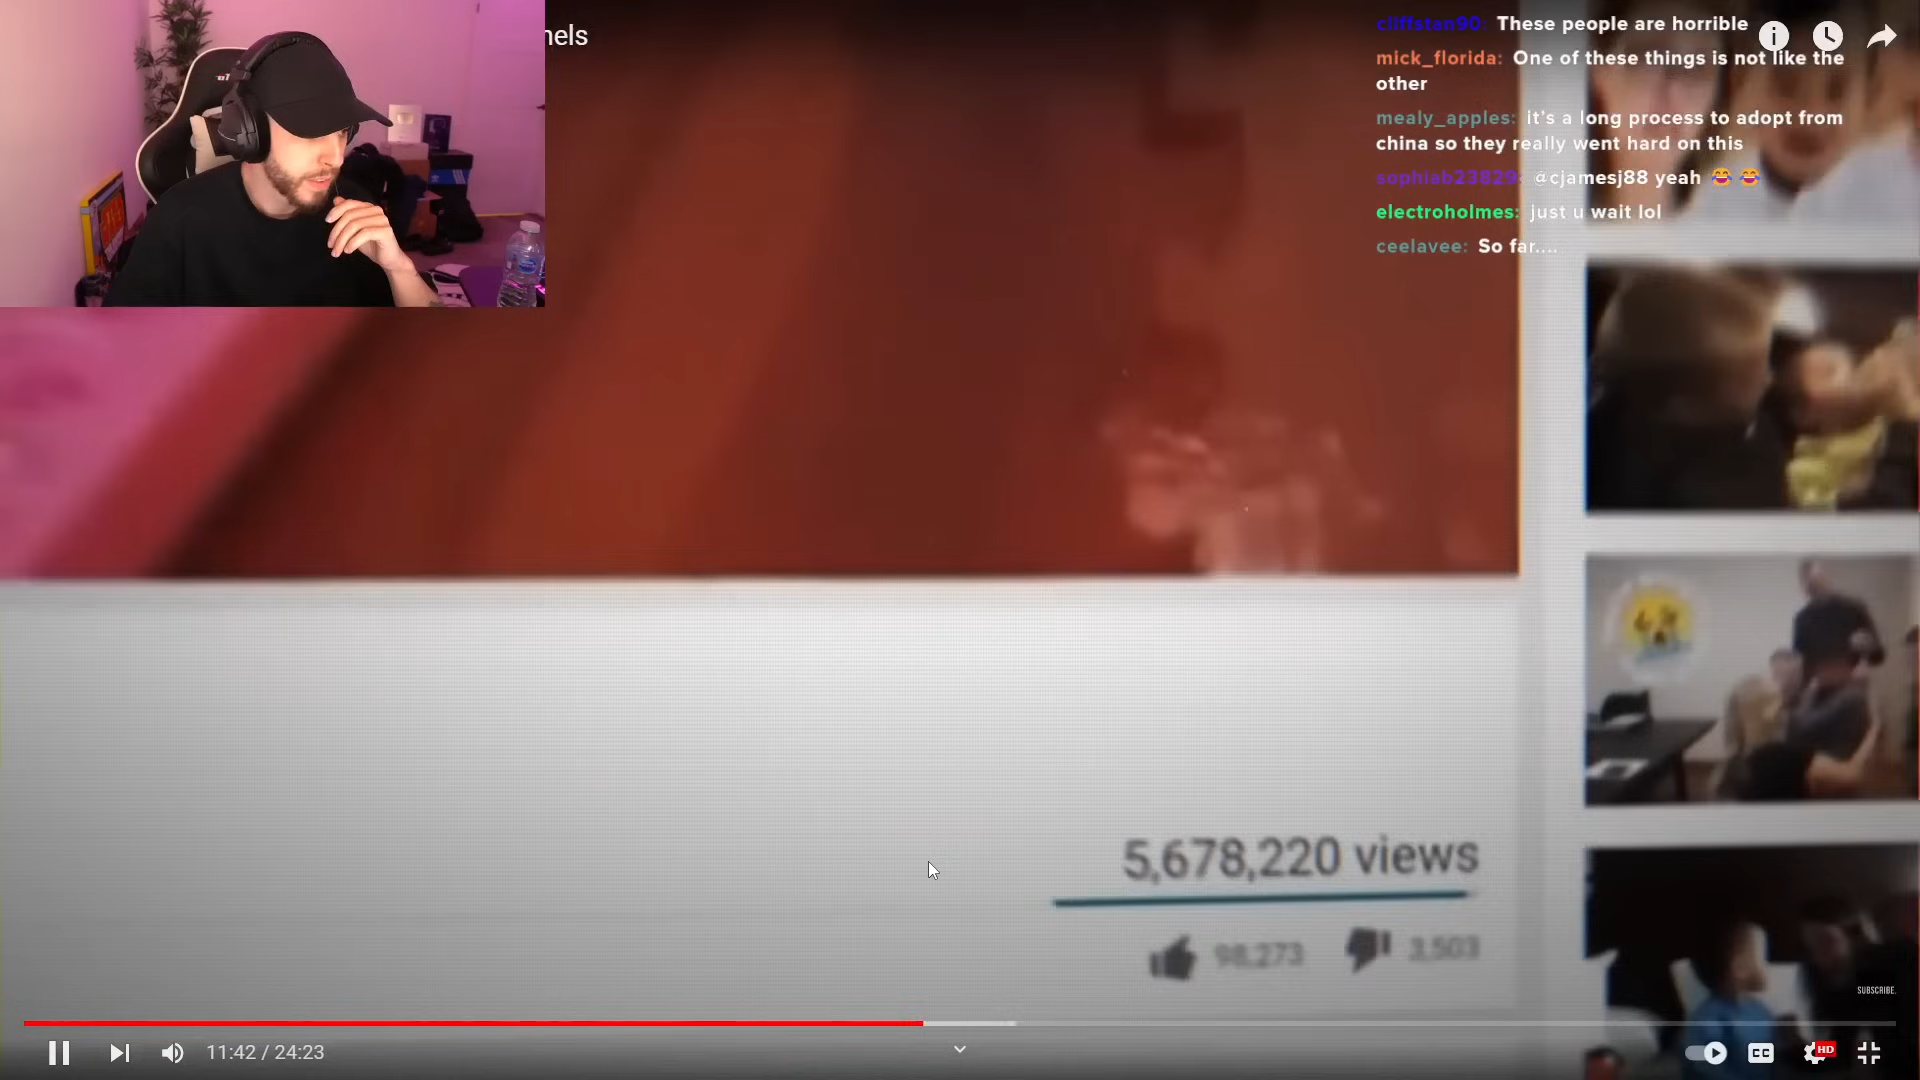 nels
cliffstan90: These people are horrible
mick_florida: One of these things is not like the
other
mealy_apples: it's a long process to adopt from
china so they really went hard on this
sophiab23829: @cjamesj88 yeah 😂 😂
electroholmes: just u wait lol
ceelavee: So far....
5,678,220 views
98,273 3,503
SUBSCRIBE.
11:42 / 24:23
CC
HD